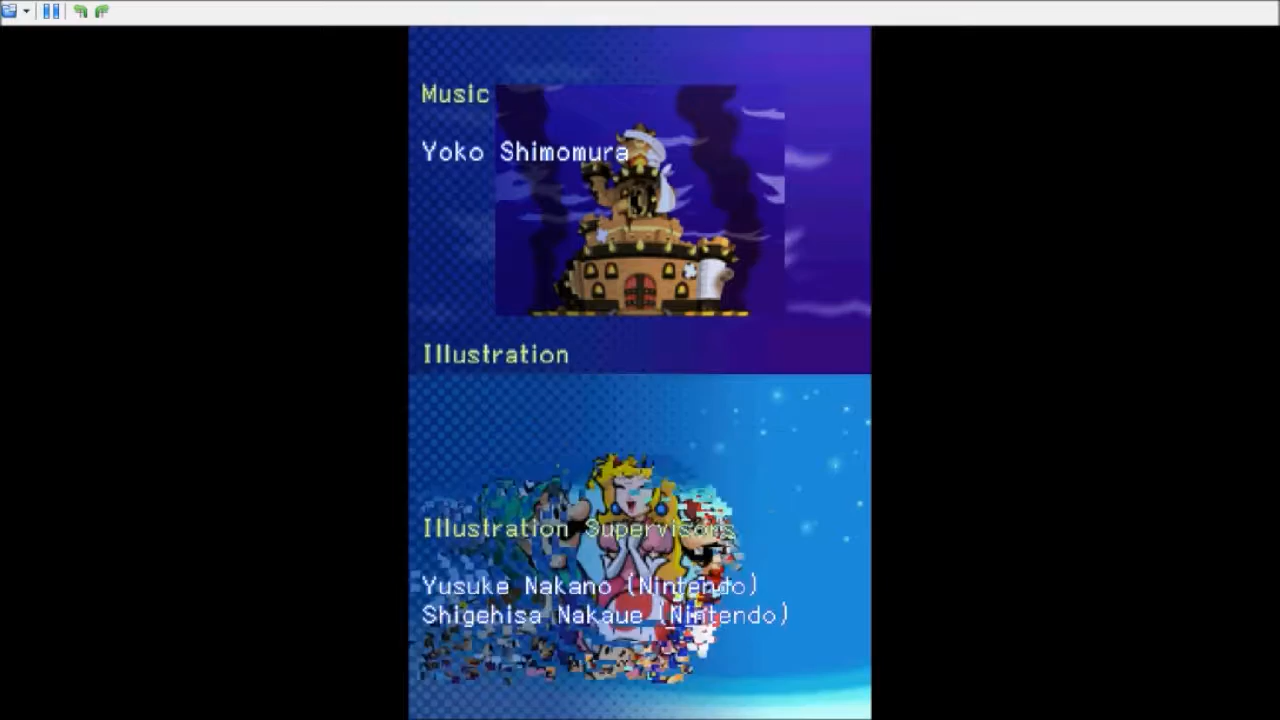 Music
Yoko Shimomura
Illustration
Illustration Supervisors
Yusuke Nakano (Nintendo)
Shigehisa Nakaue (Nintendo)